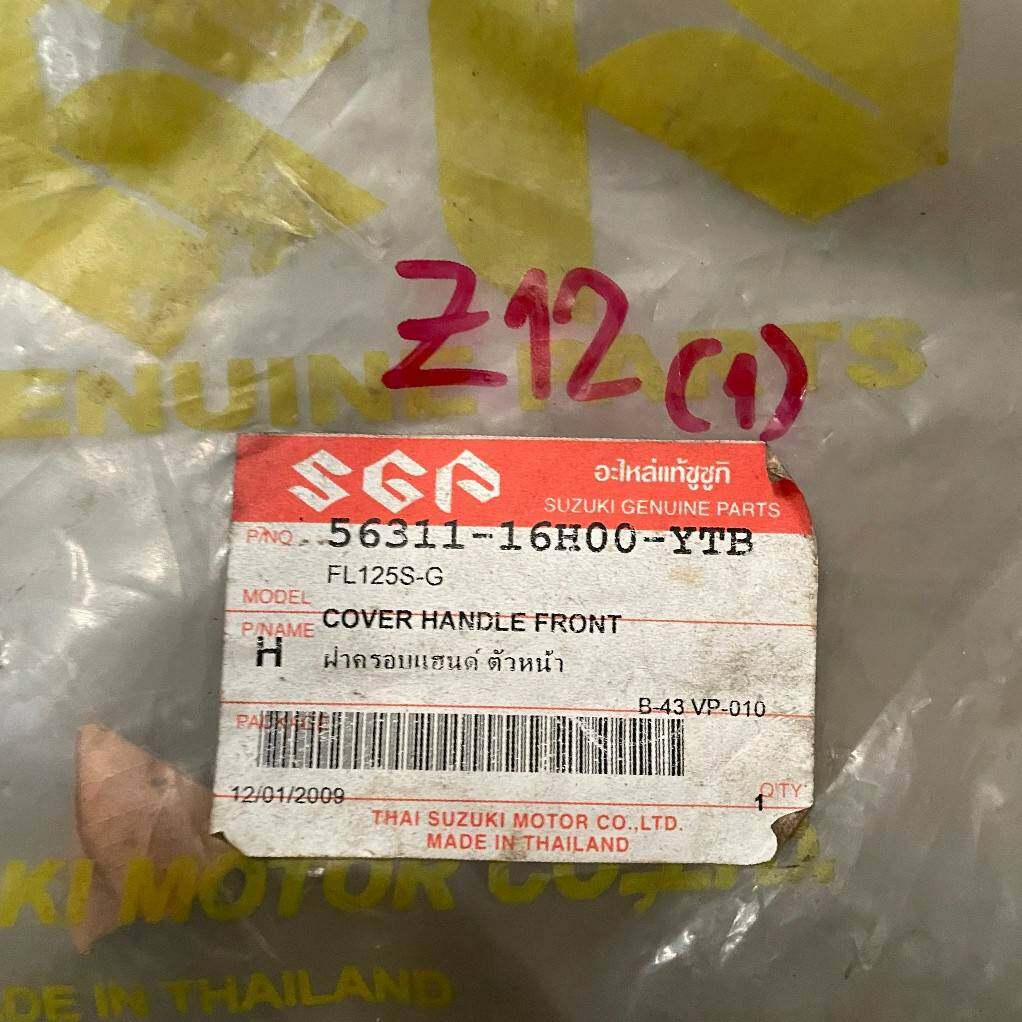 Z12 (1)
GENUINE PARTS
SGP
อะไหล่แท้ซูซูกิ
SUZUKI GENUINE PARTS
P/NO. 56311-16H00-YTB
FL125S-G
MODEL
P/NAME COVER HANDLE FRONT
H ฝาครอบแฮนด์ ตัวหน้า
B-43 VP-010
PACKAGE
12/01/2009
Q'TY
1
THAI SUZUKI MOTOR CO.,LTD.
MADE IN THAILAND
KI MOTOR CO.,LTD.
DE IN THAILAND